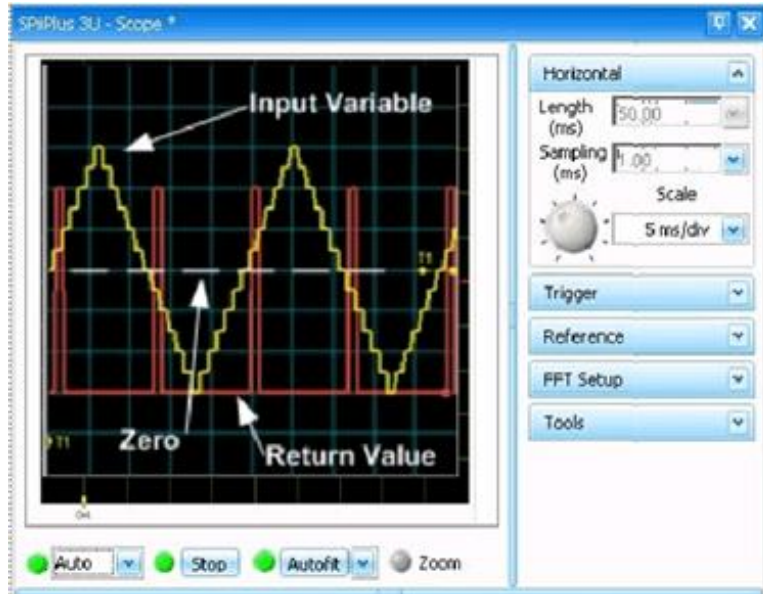 SPiiPlus 3U - Scope *
Input Variable
Zero
Return Value
T1
T1
CH1
Horizontal
Length (ms)
50.00
Sampling (ms)
1.00
Scale
5 ms/div
Trigger
Reference
FFT Setup
Tools
Auto
Stop
Autofit
Zoom